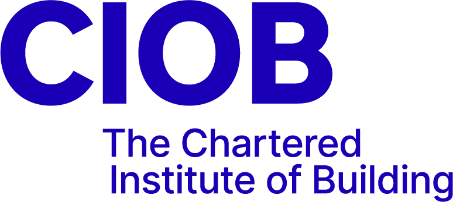 CIOB
The Chartered
Institute of Building